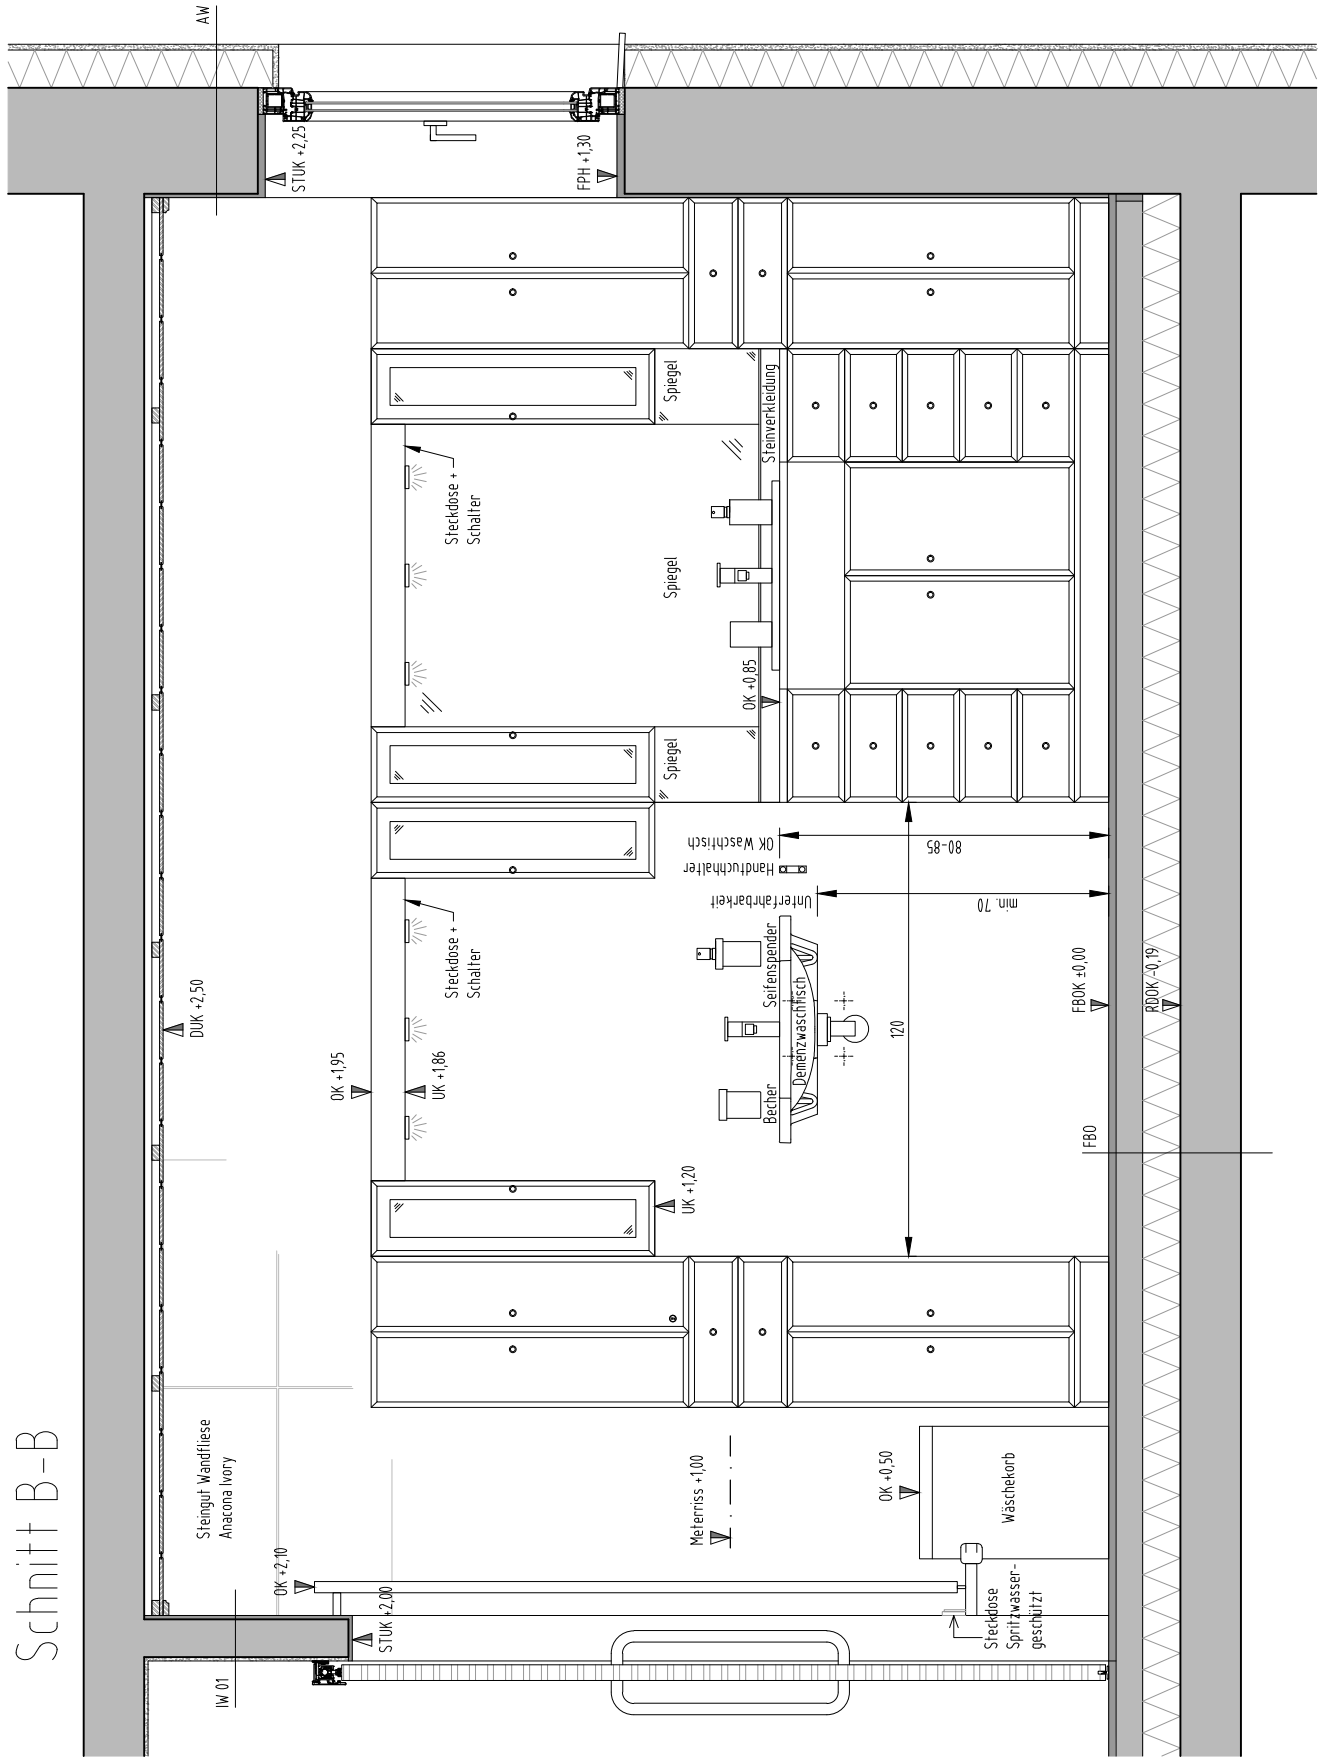 Schnitt B-B
AW
STUK +2,25
FPH +1,30
DUK +2,50
Steckdose +
Schalter
Spiegel
Spiegel
Spiegel
Steinverkleidung
OK +0,85
Steckdose +
Schalter
OK +1,95
UK +1,86
UK +1,20
OK Waschtisch
80-85
Handtuchhalter
Unterfahrbarkeit
min. 70
Seifenspender
Demenzwaschtisch
Becher
120
FBOK ±0,00
RDOK -0,19
FBO
Steingut Wandfliese
Anacona Ivory
OK +2,10
STUK +2,00
IW 01
Meterriss +1,00
OK +0,50
Wäschekorb
Steckdose
Spritzwasser-
geschützt